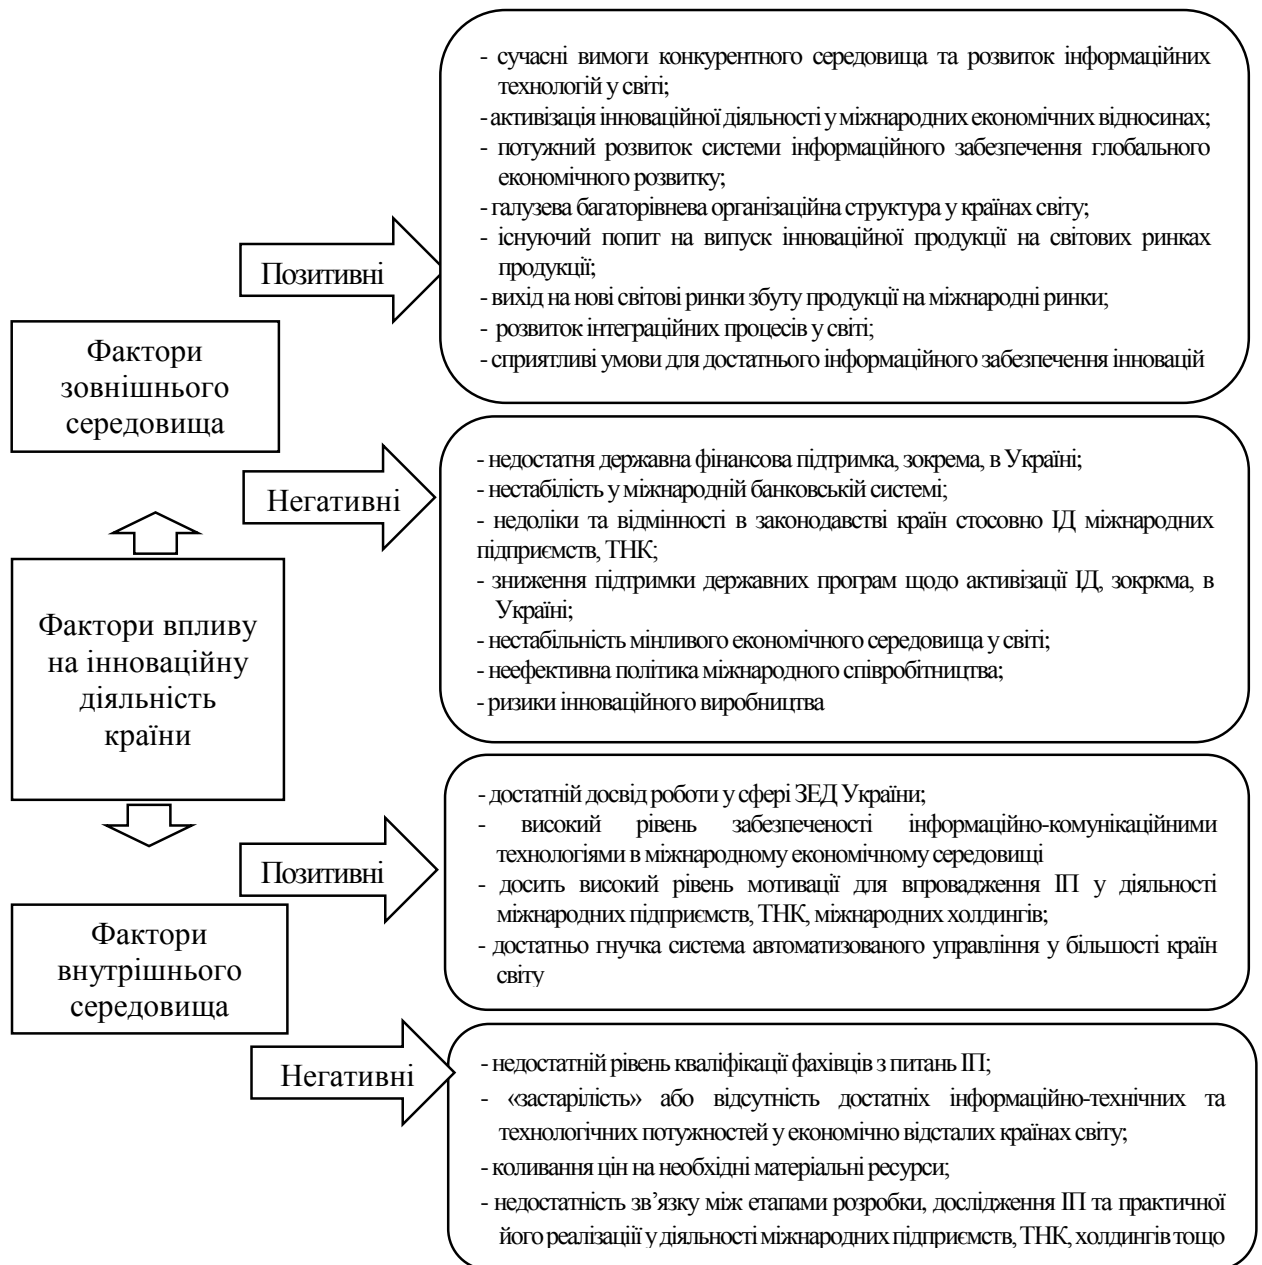 - сучасні вимоги конкурентного середовища та розвиток інформаційних
технологій у світі;
- активізація інноваційної діяльності у міжнародних економічних відносинах;
- потужний розвиток системи інформаційного забезпечення глобального
економічного розвитку;
- галузева багаторівнева організаційна структура у країнах світу;
- існуючий попит на випуск інноваційної продукції на світових ринках
продукції;
- вихід на нові світові ринки збуту продукції на міжнародні ринки;
- розвиток інтеграційних процесів у світі;
- сприятливі умови для достатнього інформаційного забезпечення інновацій
Позитивні
Фактори
зовнішнього
середовища
Негативні
- недостатня державна фінансова підтримка, зокрема, в Україні;
- нестабілість у міжнародній банковській системі;
- недоліки та відмінності в законодавстві країн стосовно ІД міжнародних
підприємств, ТНК;
- зниження підтримки державних програм щодо активізації ІД, зокркма, в
Україні;
- нестабільність мінливого економічного середовища у світі;
- неефективна політика міжнародного співробітництва;
- ризики інноваційного виробництва
Фактори впливу
на інноваційну
діяльність
країни
- достатній досвід роботи у сфері ЗЕД України;
- високий рівень забезпеченості інформаційно-комунікаційними
технологіями в міжнародному економічному середовищі
- досить високий рівень мотивації для впровадження ІП у діяльності
міжнародних підприємств, ТНК, міжнародних холдингів;
- достатньо гнучка система автоматизованого управління у більшості країн
світу
Позитивні
Фактори
внутрішнього
середовища
Негативні
- недостатній рівень кваліфікації фахівців з питань ІП;
- «застарілість» або відсутність достатніх інформаційно-технічних та
технологічних потужностей у економічно відсталих країнах світу;
- коливання цін на необхідні матеріальні ресурси;
- недостатність зв’язку між етапами розробки, дослідження ІП та практичної
його реалізаціії у діяльності міжнародних підприємств, ТНК, холдингів тощо